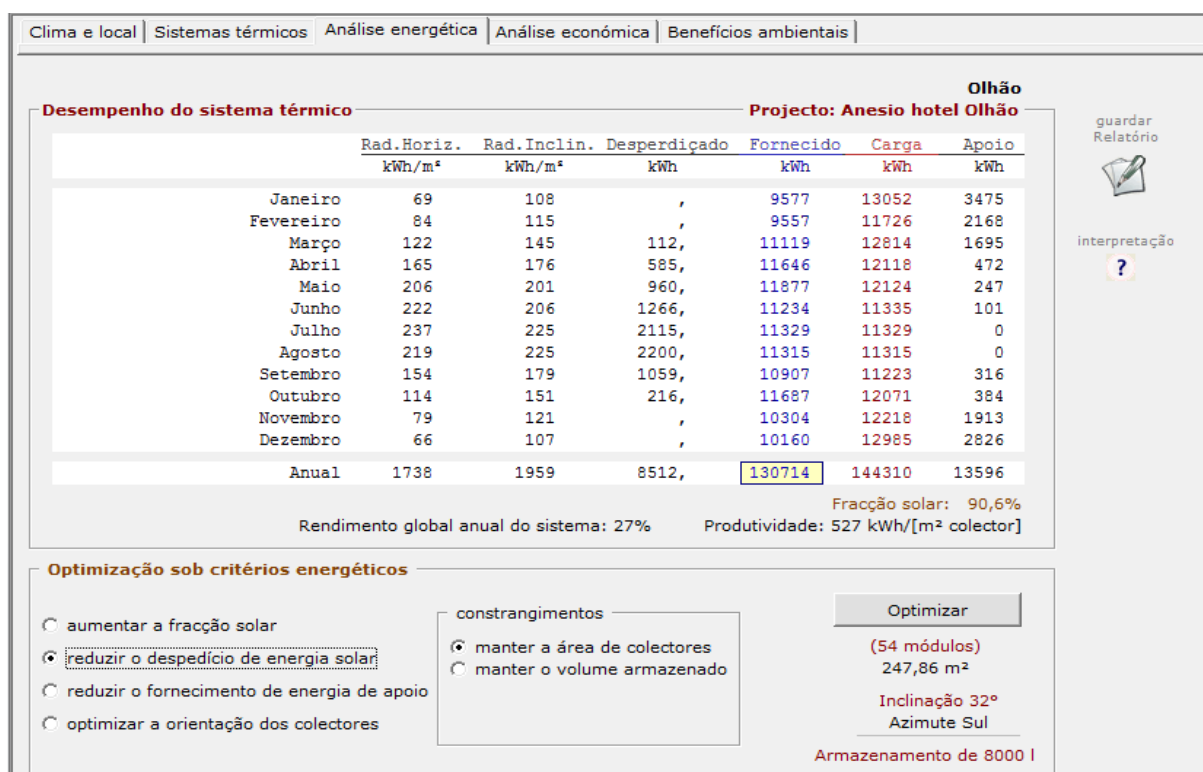 Clima e local Sistemas térmicos Análise energética Análise económica Benefícios ambientais
Olhão
Desempenho do sistema térmico Projecto: Anesio hotel Olhão
guardar
Relatório
Rad.Horiz. Rad.Inclin. Desperdiçado Fornecido Carga Apoio
kWh/m² kWh/m² kWh kWh kWh kWh
Janeiro 69 108 , 9577 13052 3475
Fevereiro 84 115 , 9557 11726 2168
Março 122 145 112, 11119 12814 1695
interpretação
?
Abril 165 176 585, 11646 12118 472
Maio 206 201 960, 11877 12124 247
Junho 222 206 1266, 11234 11335 101
Julho 237 225 2115, 11329 11329 0
Agosto 219 225 2200, 11315 11315 0
Setembro 154 179 1059, 10907 11223 316
Outubro 114 151 216, 11687 12071 384
Novembro 79 121 , 10304 12218 1913
Dezembro 66 107 , 10160 12985 2826
Anual 1738 1959 8512, 130714 144310 13596
Fracção solar: 90,6%
Rendimento global anual do sistema: 27% Produtividade: 527 kWh/[m² colector]
Optimização sob critérios energéticos
aumentar a fracção solar
reduzir o despedício de energia solar
reduzir o fornecimento de energia de apoio
optimizar a orientação dos colectores
constrangimentos
manter a área de colectores
manter o volume armazenado
Optimizar
(54 módulos)
247,86 m²
Inclinação 32°
Azimute Sul
Armazenamento de 8000 l